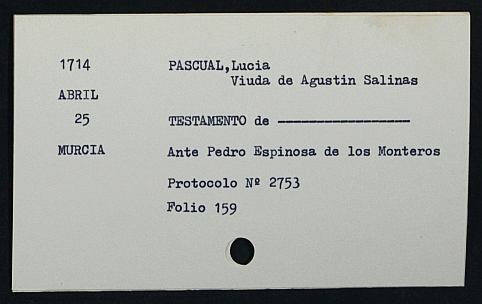 1714 PASCUAL,Lucia
Viuda de Agustin Salinas
ABRIL
25 TESTAMENTO de -----------------
MURCIA Ante Pedro Espinosa de los Monteros
Protocolo Nº 2753
Folio 159